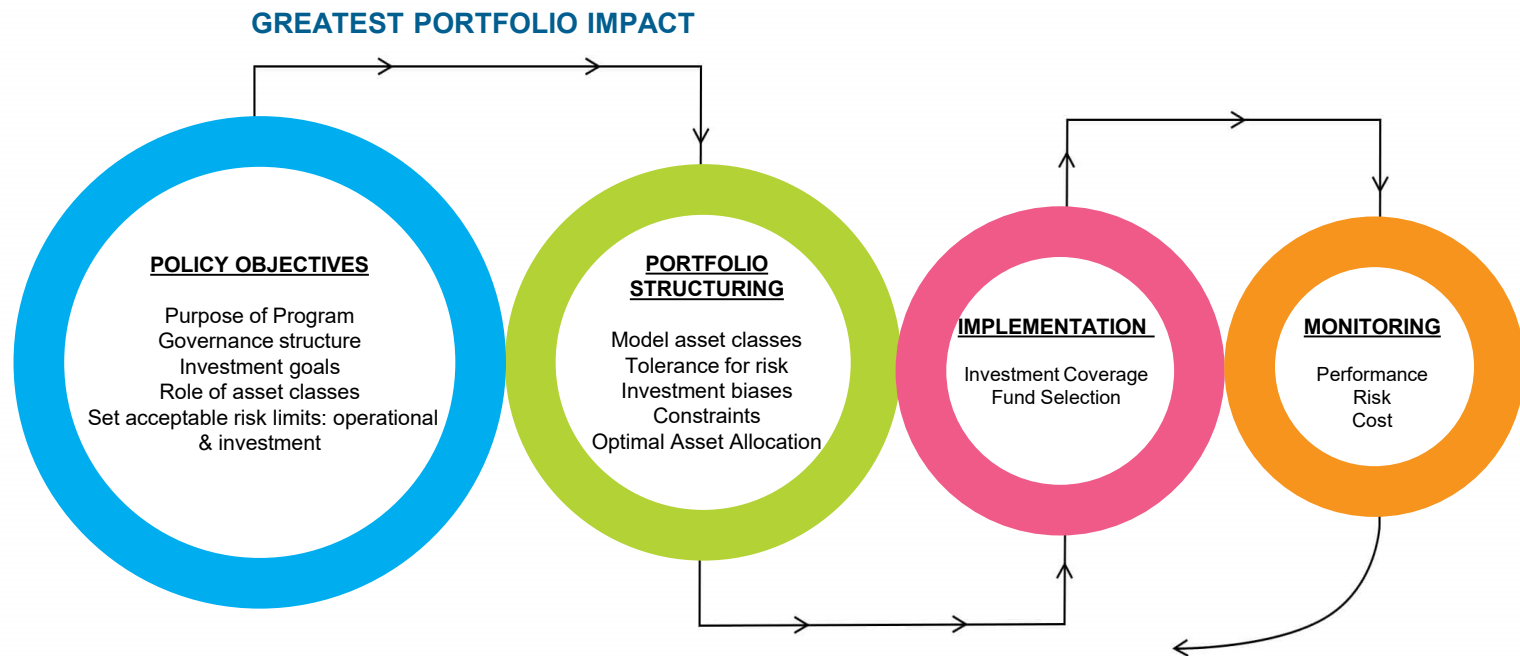 GREATEST PORTFOLIO IMPACT
POLICY OBJECTIVES
Purpose of Program
Governance structure
Investment goals
Role of asset classes
Set acceptable risk limits: operational
& investment
PORTFOLIO
STRUCTURING
Model asset classes
Tolerance for risk
Investment biases
Constraints
Optimal Asset Allocation
IMPLEMENTATION
Investment Coverage
Fund Selection
MONITORING
Performance
Risk
Cost